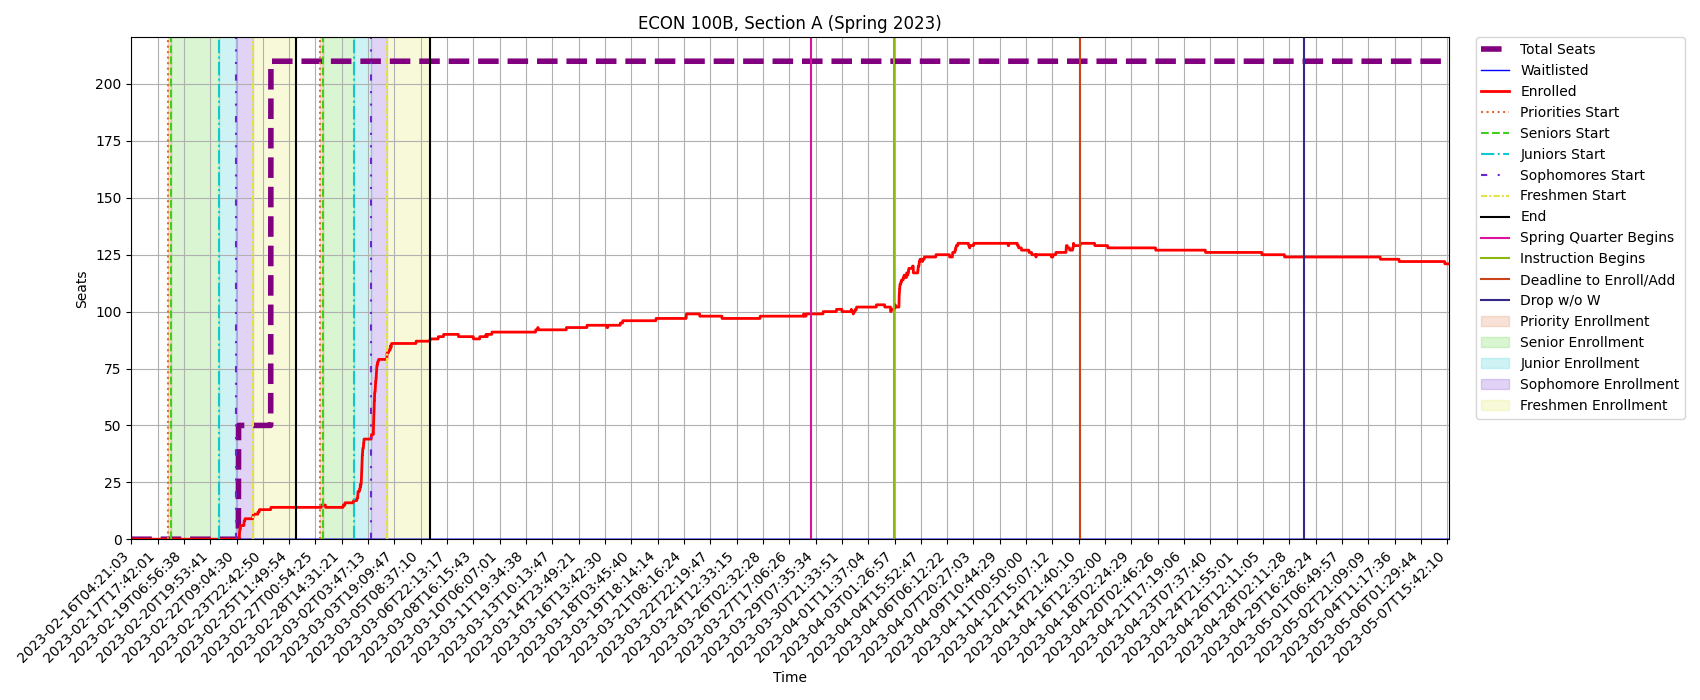 ECON 100B, Section A (Spring 2023)
Seats
200
175
150
125
100
75
50
25
0
2023-02-16T04:21:03
2023-02-17T17:42:01
2023-02-19T06:56:38
2023-02-20T19:53:41
2023-02-22T09:04:30
2023-02-23T22:42:50
2023-02-25T11:49:54
2023-02-27T00:54:25
2023-02-28T14:31:21
2023-03-02T03:47:13
2023-03-03T19:09:47
2023-03-05T08:37:10
2023-03-06T22:13:17
2023-03-08T16:15:43
2023-03-10T06:07:01
2023-03-11T19:34:38
2023-03-13T10:13:47
2023-03-14T23:49:21
2023-03-16T13:42:30
2023-03-18T03:45:40
2023-03-19T18:14:14
2023-03-21T08:16:24
2023-03-22T22:19:47
2023-03-24T12:33:15
2023-03-26T02:32:28
2023-03-27T17:06:26
2023-03-29T07:35:34
2023-03-30T21:33:51
2023-04-01T11:37:04
2023-04-03T01:26:57
2023-04-04T15:52:47
2023-04-06T06:12:22
2023-04-07T20:27:03
2023-04-09T10:44:29
2023-04-11T00:50:00
2023-04-12T15:07:12
2023-04-14T21:40:10
2023-04-16T12:32:00
2023-04-18T02:24:29
2023-04-20T02:46:26
2023-04-21T17:19:06
2023-04-23T07:37:40
2023-04-24T21:55:01
2023-04-26T12:11:05
2023-04-28T02:11:28
2023-04-29T16:28:24
2023-05-01T06:49:57
2023-05-02T21:09:09
2023-05-04T11:17:36
2023-05-06T01:29:44
2023-05-07T15:42:10
Time
Total Seats
Waitlisted
Enrolled
Priorities Start
Seniors Start
Juniors Start
Sophomores Start
Freshmen Start
End
Spring Quarter Begins
Instruction Begins
Deadline to Enroll/Add
Drop w/o W
Priority Enrollment
Senior Enrollment
Junior Enrollment
Sophomore Enrollment
Freshmen Enrollment